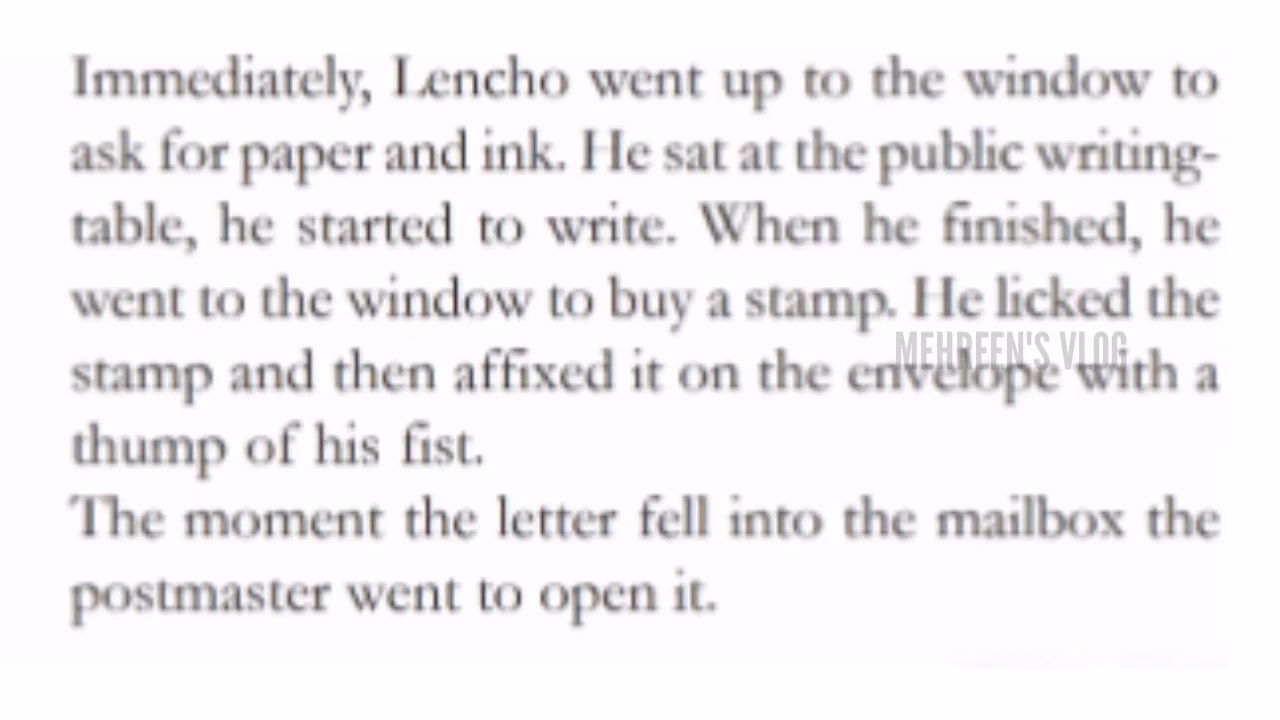 Immediately, Lencho went up to the window to
ask for paper and ink. He sat at the public writing-
table, he started to write. When he finished, he
went to the window to buy a stamp. He licked the
MEHREEN'S VLOG
stamp and then affixed it on the envelope with a
thump of his fist.
The moment the letter fell into the mailbox the
postmaster went to open it.